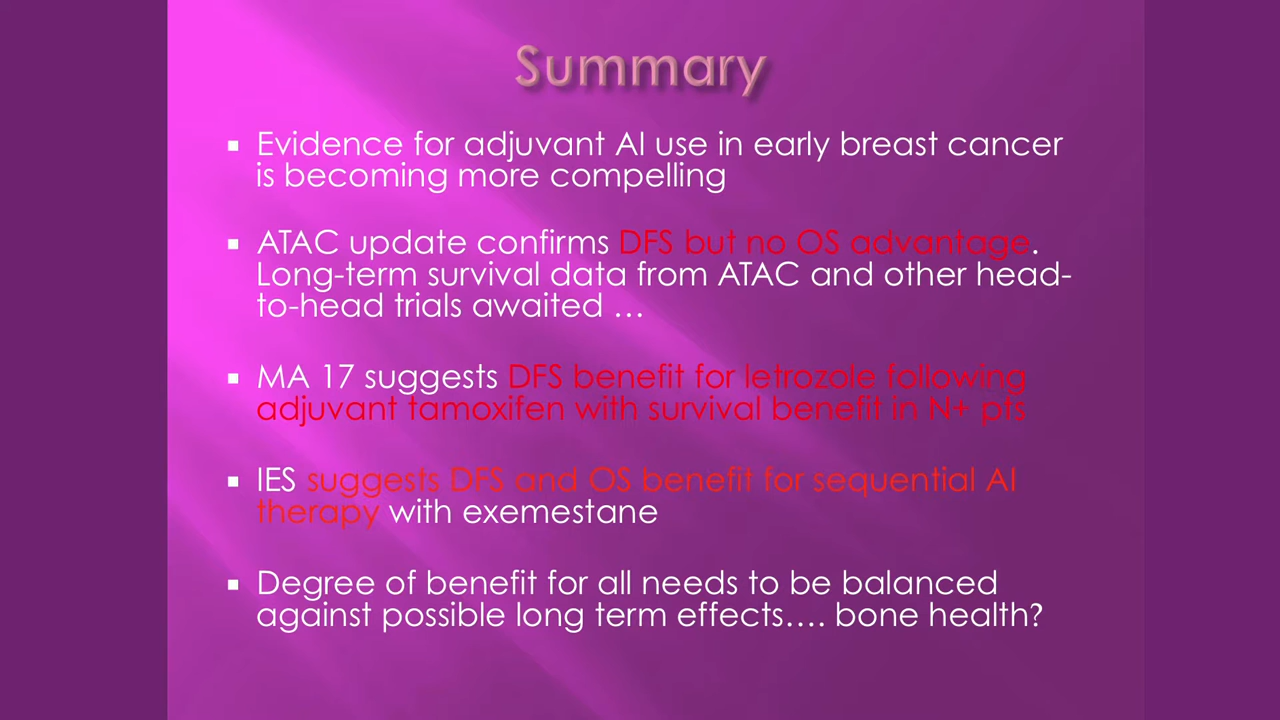 Summary
▪ Evidence for adjuvant AI use in early breast cancer
is becoming more compelling
▪ ATAC update confirms DFS but no OS advantage.
Long-term survival data from ATAC and other head-
to-head trials awaited …
▪ MA 17 suggests DFS benefit for letrozole following
adjuvant tamoxifen with survival benefit in N+ pts
▪ IES suggests DFS and OS benefit for sequential AI
therapy with exemestane
▪ Degree of benefit for all needs to be balanced
against possible long term effects…. bone health?